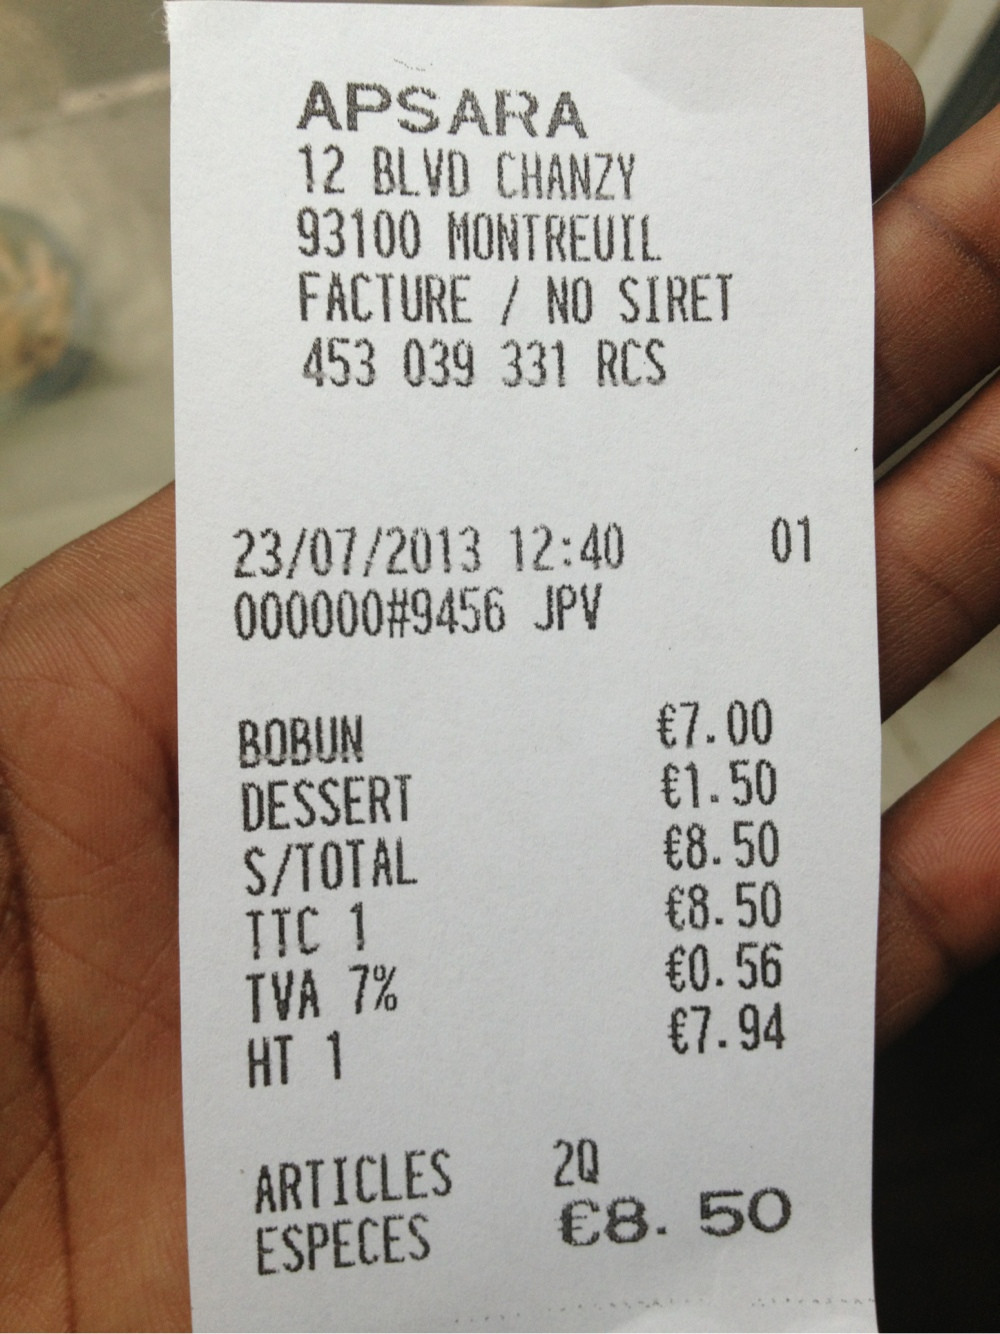 APSARA
12 BLVD CHANZY
93100 MONTREUIL
FACTURE / NO SIRET
453 039 331 RCS
23/07/2013 12:40 01
000000#9456 JPV
BOBUN €7.00
DESSERT €1.50
S/TOTAL €8.50
TTC 1 €8.50
TVA 7% €0.56
HT 1 €7.94
ARTICLES 2Q
ESPECES €8.50